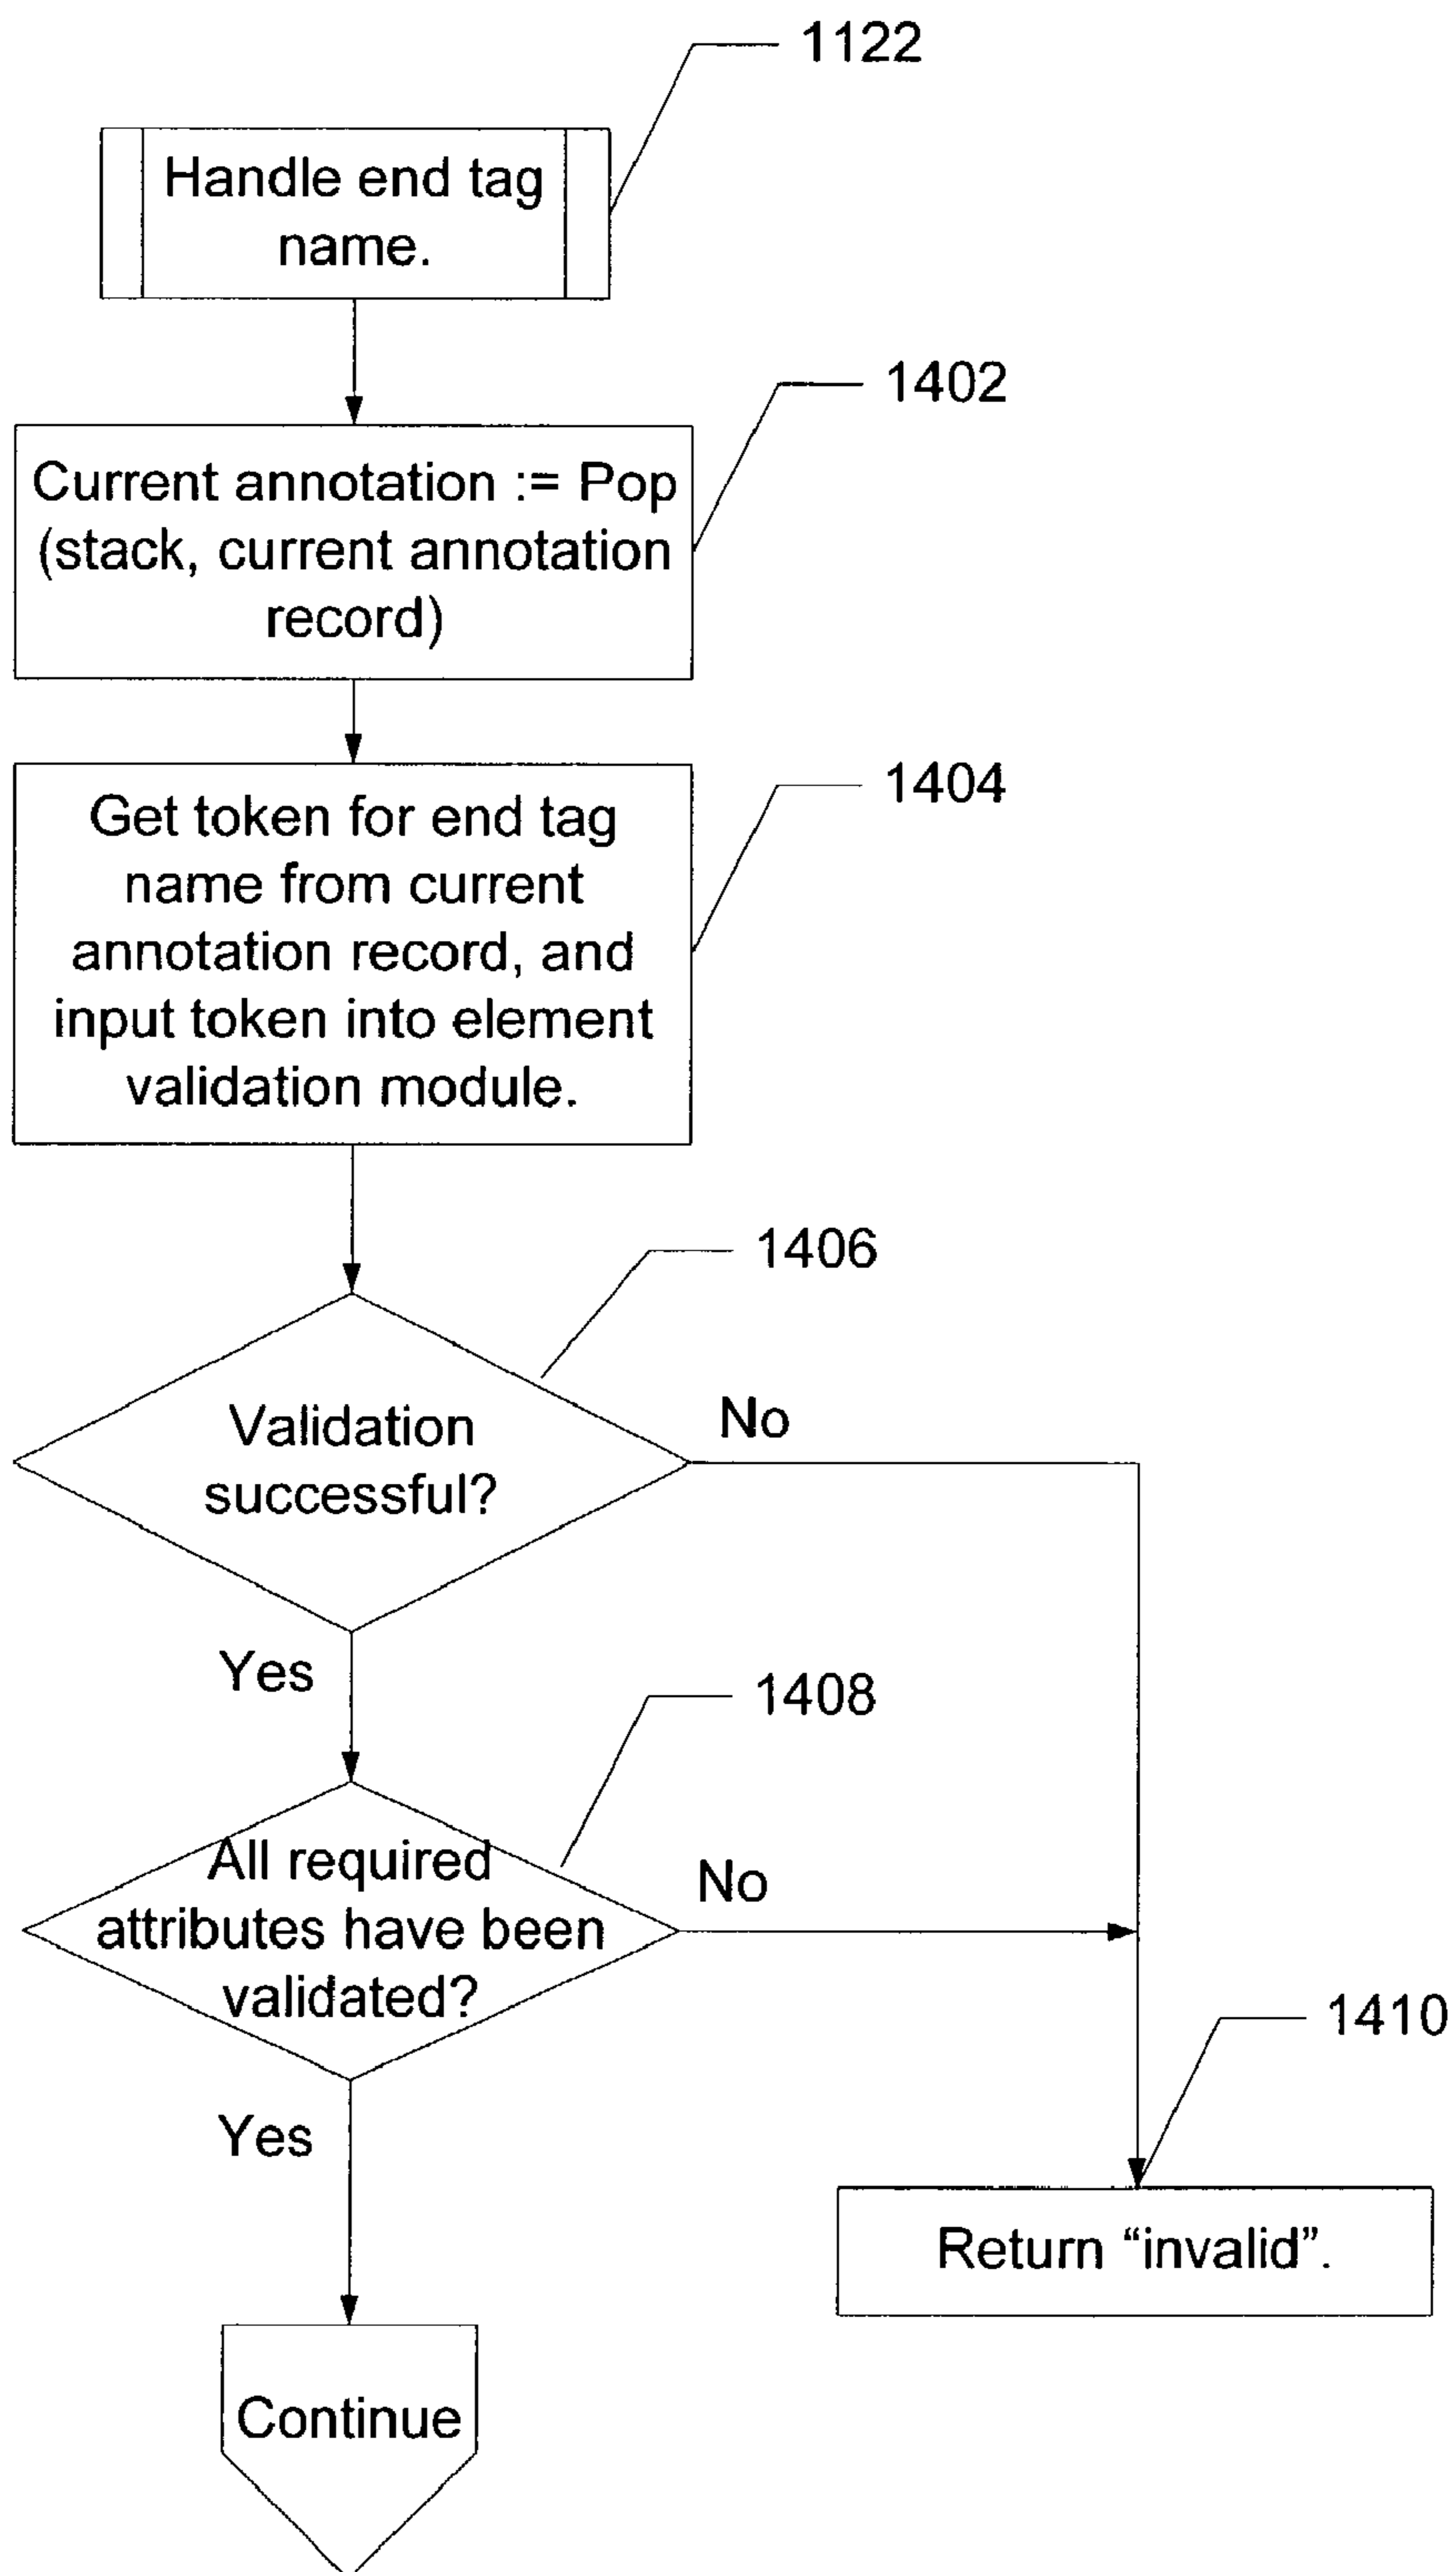 1122
Handle end tag
name.
1402
Current annotation := Pop
(stack, current annotation
record)
1404
Get token for end tag
name from current
annotation record, and
input token into element
validation module.
1406
Validation
successful?
No
Yes
1408
All required
attributes have been
validated?
No
Yes
1410
Return “invalid”.
Continue